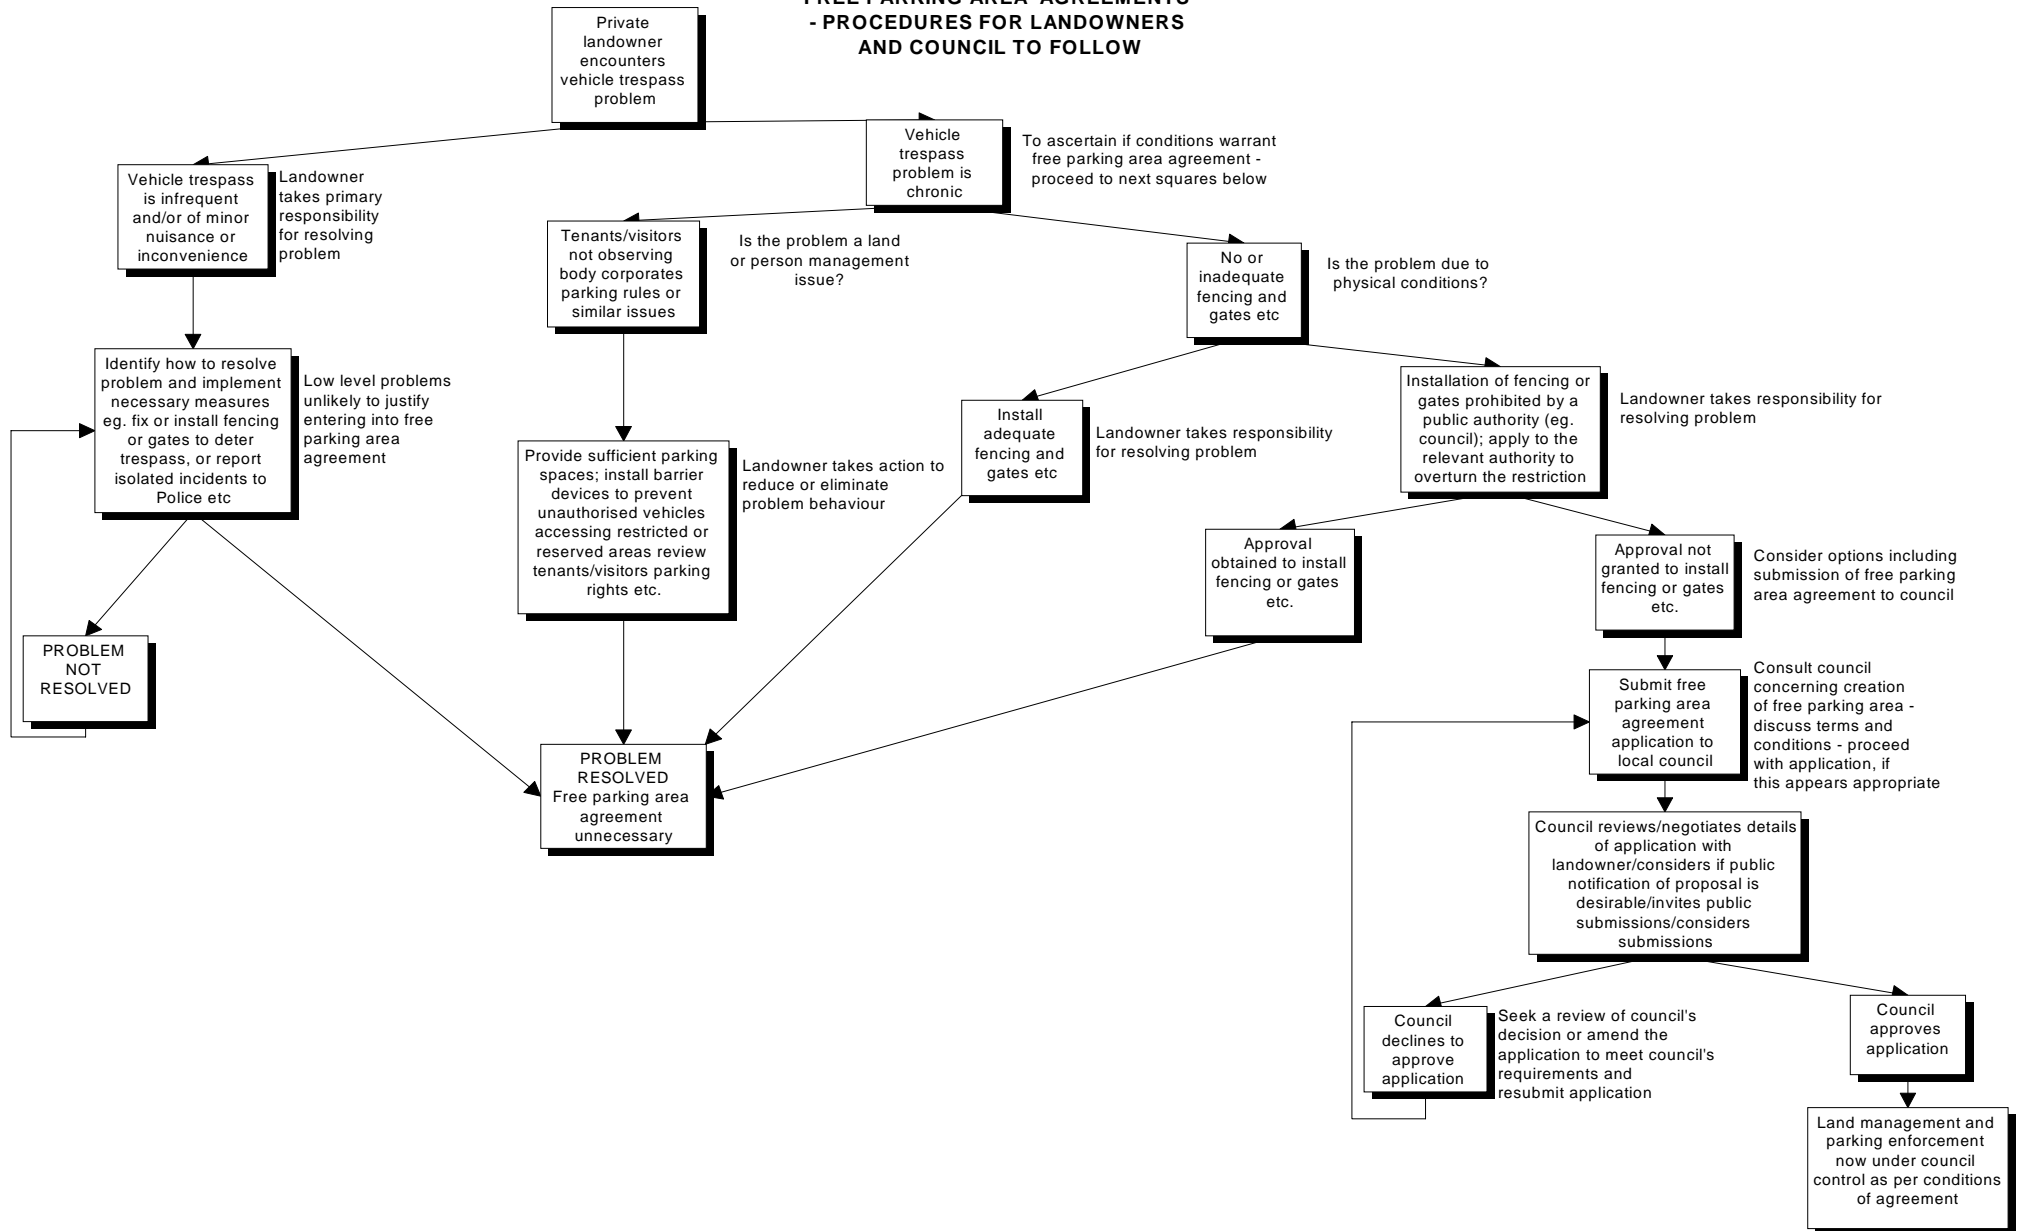 FREE PARKING AREA AGREEMENTS
- PROCEDURES FOR LANDOWNERS
AND COUNCIL TO FOLLOW
Private
landowner
encounters
vehicle trespass
problem
Vehicle
trespass
problem is
chronic
To ascertain if conditions warrant
free parking area agreement -
proceed to next squares below
Vehicle trespass
is infrequent
and/or of minor
nuisance or
inconvenience
Landowner
takes primary
responsibility
for resolving
problem
Tenants/visitors
not observing
body corporates
parking rules or
similar issues
Is the problem a land
or person management
issue?
No or
inadequate
fencing and
gates etc
Is the problem due to
physical conditions?
Identify how to resolve
problem and implement
necessary measures
eg. fix or install fencing
or gates to deter
trespass, or report
isolated incidents to
Police etc
Low level problems
unlikely to justify
entering into free
parking area
agreement
Provide sufficient parking
spaces; install barrier
devices to prevent
unauthorised vehicles
accessing restricted or
reserved areas review
tenants/visitors parking
rights etc.
Landowner takes action to
reduce or eliminate
problem behaviour
Install
adequate
fencing and
gates etc
Landowner takes responsibility
for resolving problem
Installation of fencing or
gates prohibited by a
public authority (eg.
council); apply to the
relevant authority to
overturn the restriction
Landowner takes responsibility for
resolving problem
Approval
obtained to install
fencing or gates
etc.
Approval not
granted to install
fencing or gates
etc.
Consider options including
submission of free parking
area agreement to council
PROBLEM
NOT
RESOLVED
PROBLEM
RESOLVED
Free parking area
agreement
unnecessary
Submit free
parking area
agreement
application to
local council
Consult council
concerning creation
of free parking area -
discuss terms and
conditions - proceed
with application, if
this appears appropriate
Council reviews/negotiates details
of application with
landowner/considers if public
notification of proposal is
desirable/invites public
submissions/considers
submissions
Council
declines to
approve
application
Seek a review of council's
decision or amend the
application to meet council's
requirements and
resubmit application
Council
approves
application
Land management and
parking enforcement
now under council
control as per conditions
of agreement